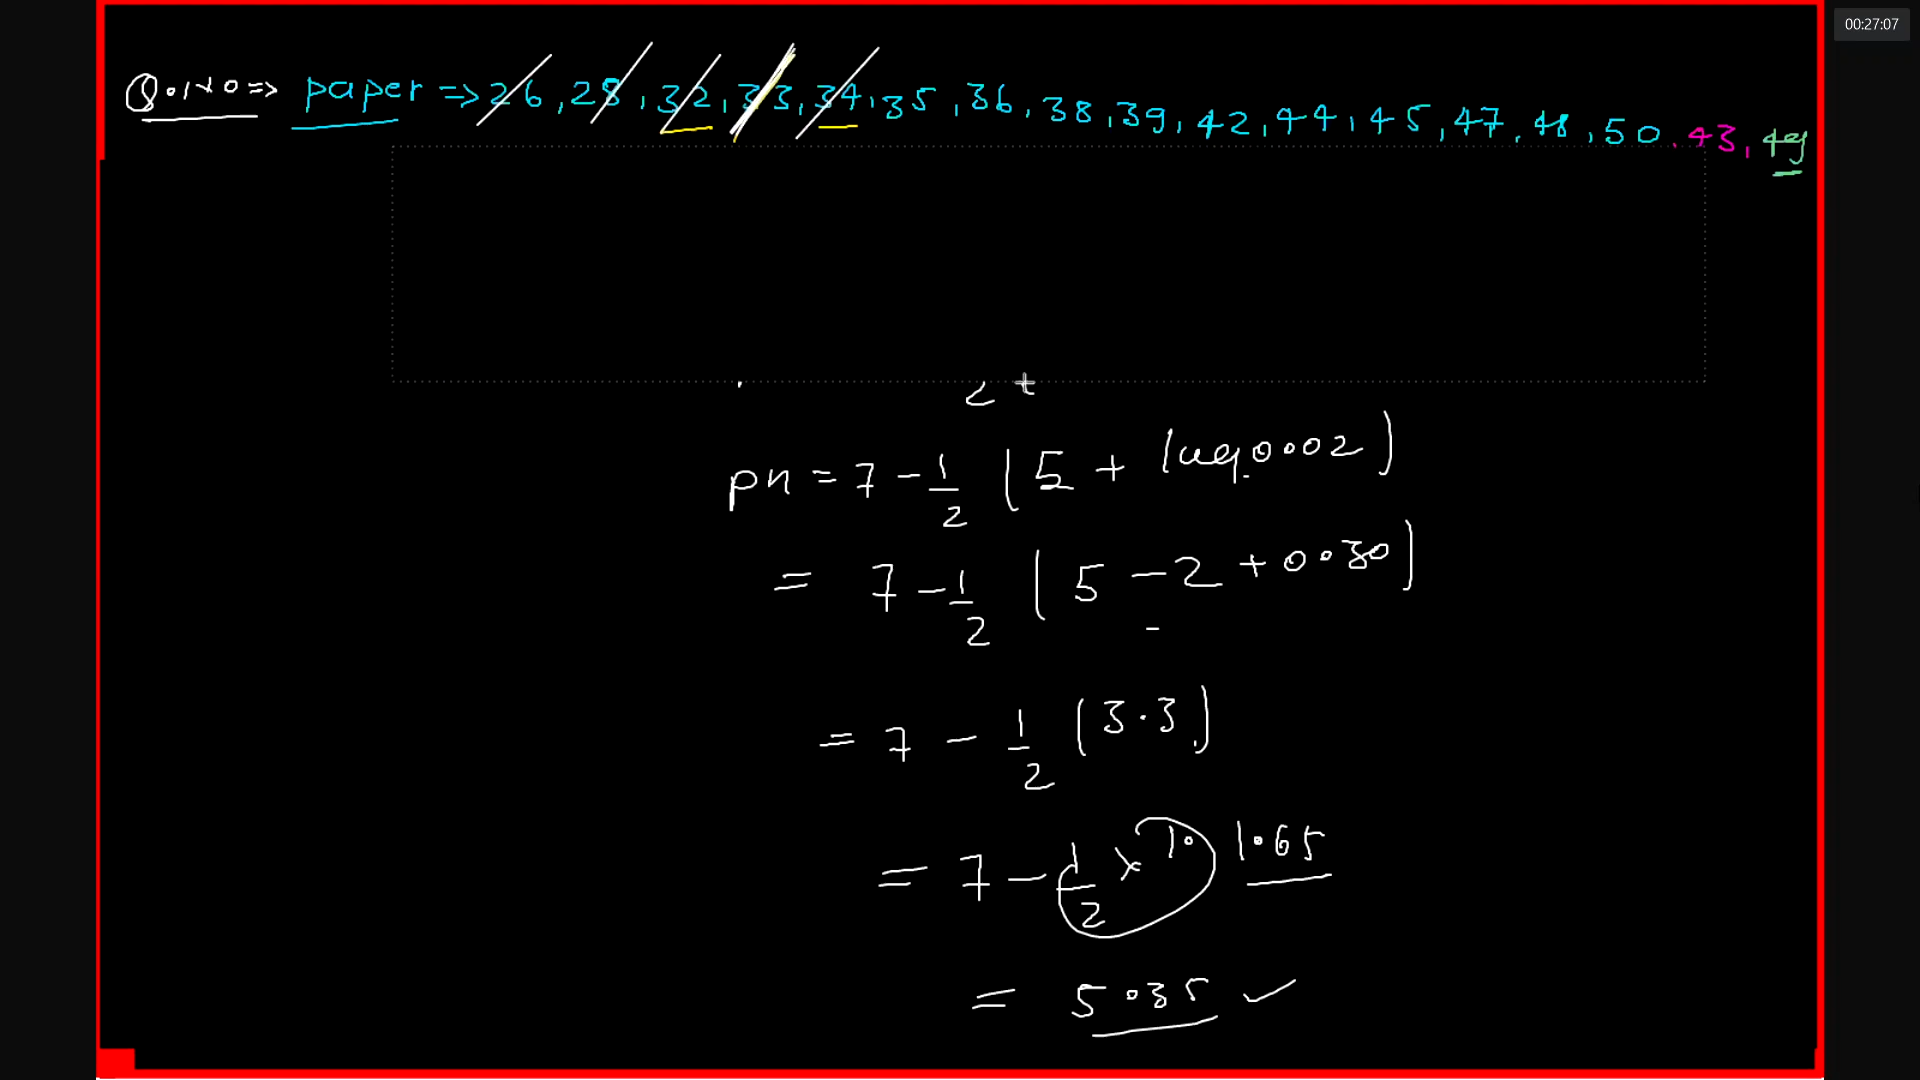 00:27:07
Q.No => paper => 26, 28, 32, 33, 34, 35, 36, 38, 39, 42, 44, 45, 47, 48, 50. 43, 49
2 +
pH = 7 - 1/2 (5 + log 0.002)
= 7 - 1/2 (5 - 2 + 0.30)
-
= 7 - 1/2 (3.3)
= 7 - 1/2 × 1.65
= 5.35 ✓